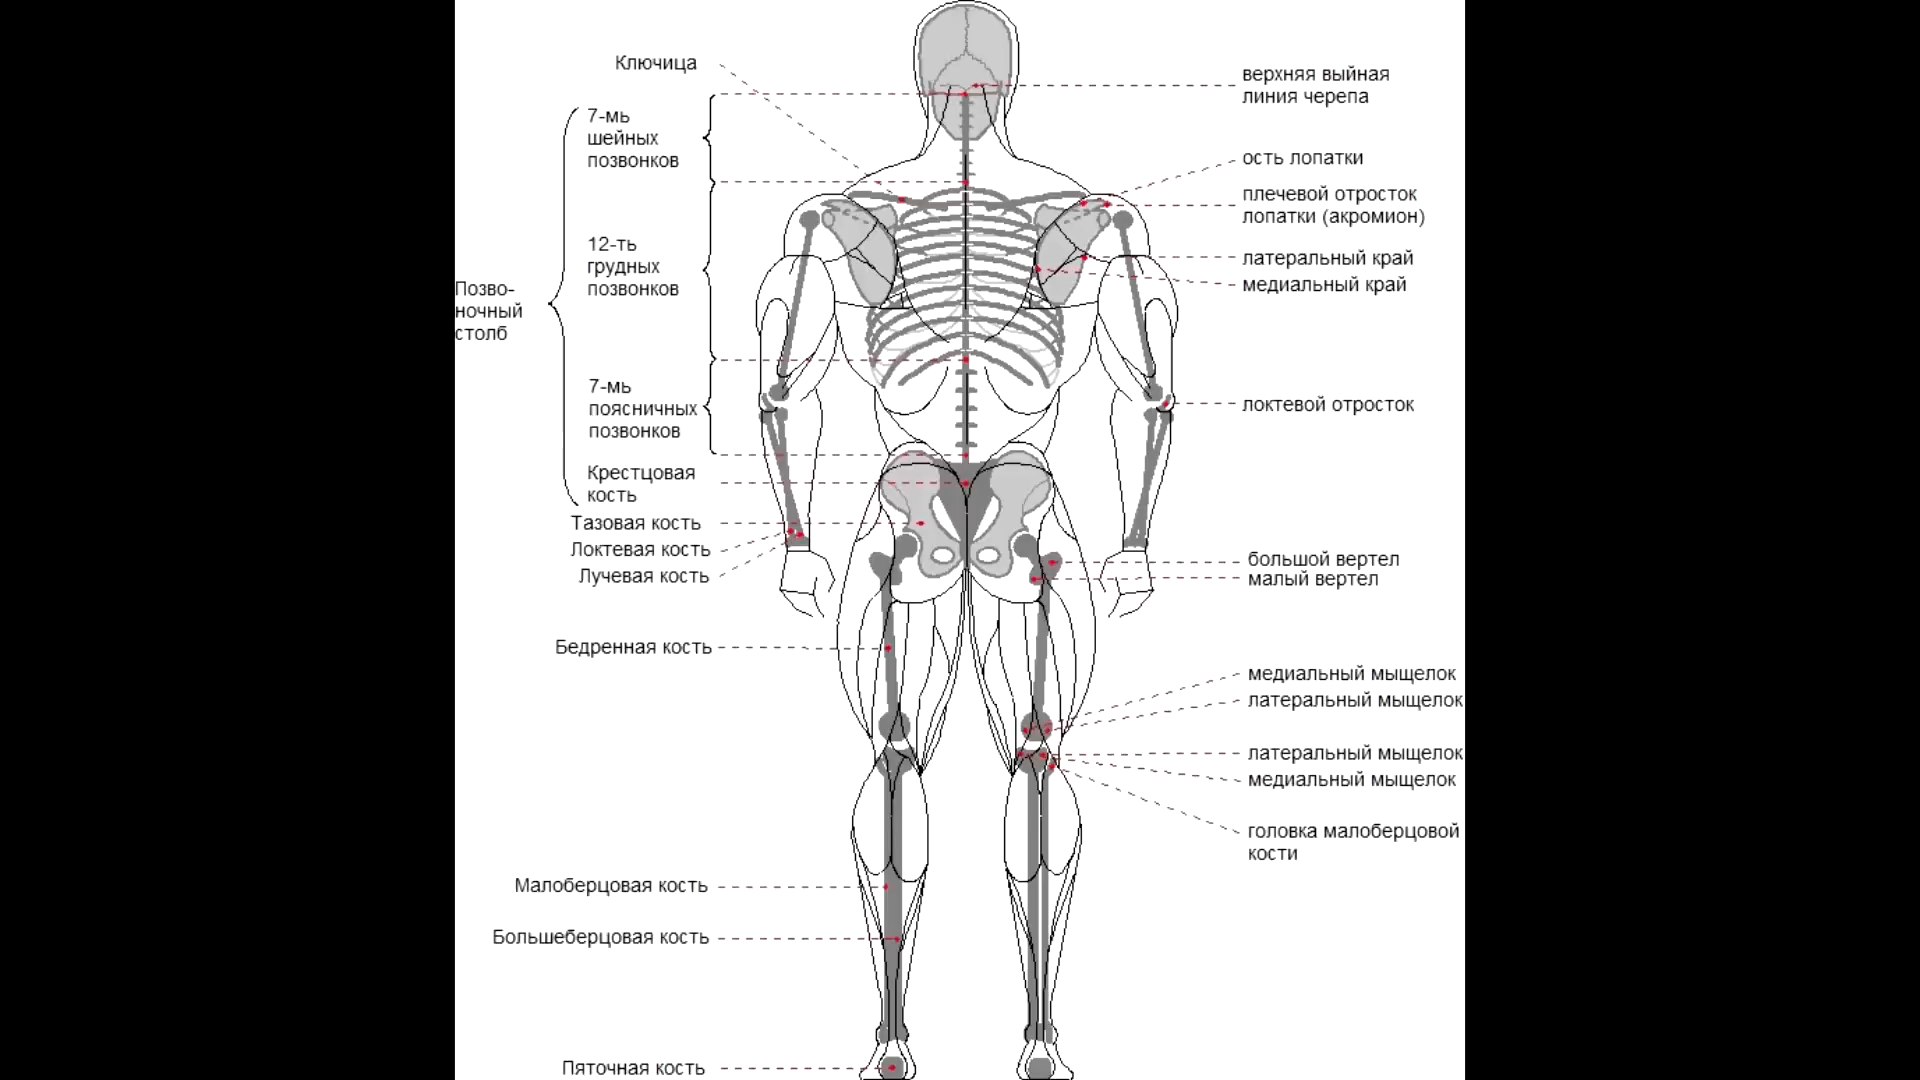 Ключица
7-мь
шейных
позвонков
12-ть
грудных
позвонков
Позво-
ночный
столб
7-мь
поясничных
позвонков
Крестцовая
кость
Тазовая кость
Локтевая кость
Лучевая кость
Бедренная кость
Малоберцовая кость
Большеберцовая кость
Пяточная кость
верхняя выйная
линия черепа
ость лопатки
плечевой отросток
лопатки (акромион)
латеральный край
медиальный край
локтевой отросток
большой вертел
малый вертел
медиальный мыщелок
латеральный мыщелок
латеральный мыщелок
медиальный мыщелок
головка малоберцовой
кости